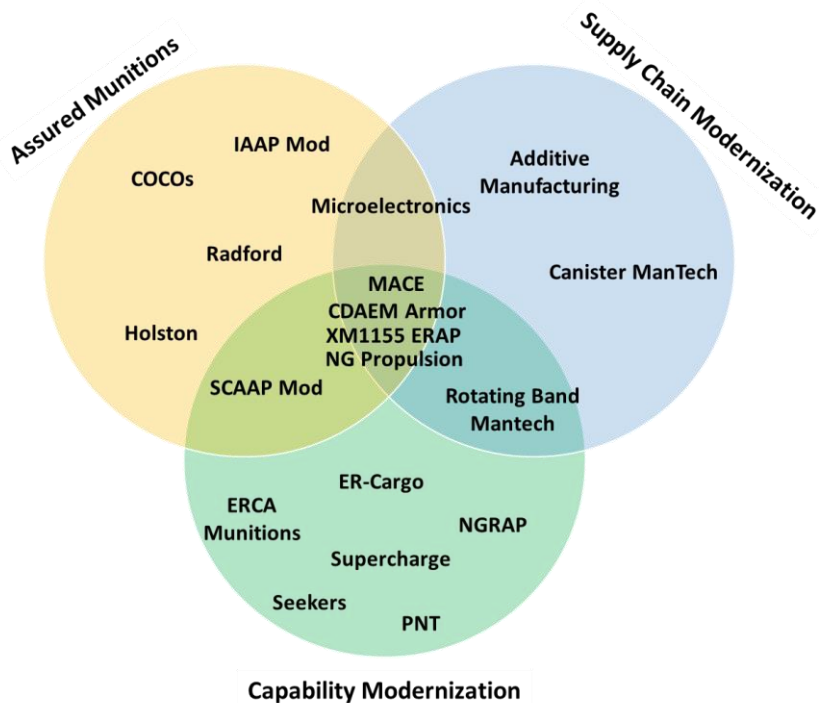 Assured Munitions
Supply Chain Modernization
IAAP Mod
COCOs
Additive
Manufacturing
Microelectronics
Radford
Canister ManTech
MACE
CDAEM Armor
XM1155 ERAP
NG Propulsion
Holston
SCAAP Mod
Rotating Band
Mantech
ER-Cargo
ERCA
Munitions
NGRAP
Supercharge
Seekers
PNT
Capability Modernization